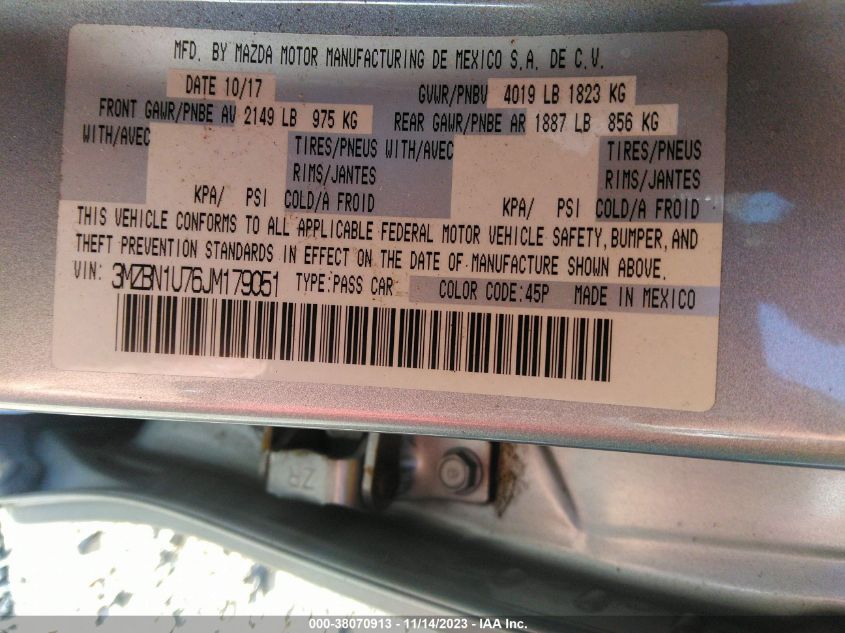 MFD. BY MAZDA MOTOR MANUFACTURING DE MEXICO S.A. DE C.V.
DATE 10/17 GVWR/PNBV 4019 LB 1823 KG
FRONT GAWR/PNBE AV 2149 LB 975 KG REAR GAWR/PNBE AR 1887 LB 856 KG
WITH/AVEC TIRES/PNEUS WITH/AVEC TIRES/PNEUS
RIMS/JANTES RIMS/JANTES
KPA/ PSI COLD/A FROID KPA/ PSI COLD/A FROID
THIS VEHICLE CONFORMS TO ALL APPLICABLE FEDERAL MOTOR VEHICLE SAFETY, BUMPER, AND
THEFT PREVENTION STANDARDS IN EFFECT ON THE DATE OF MANUFACTURE SHOWN ABOVE.
VIN: 3MZBN1U76JM179051 TYPE:PASS CAR COLOR CODE:45P MADE IN MEXICO
ZR
000-38070913 - 11/14/2023 - IAA Inc.